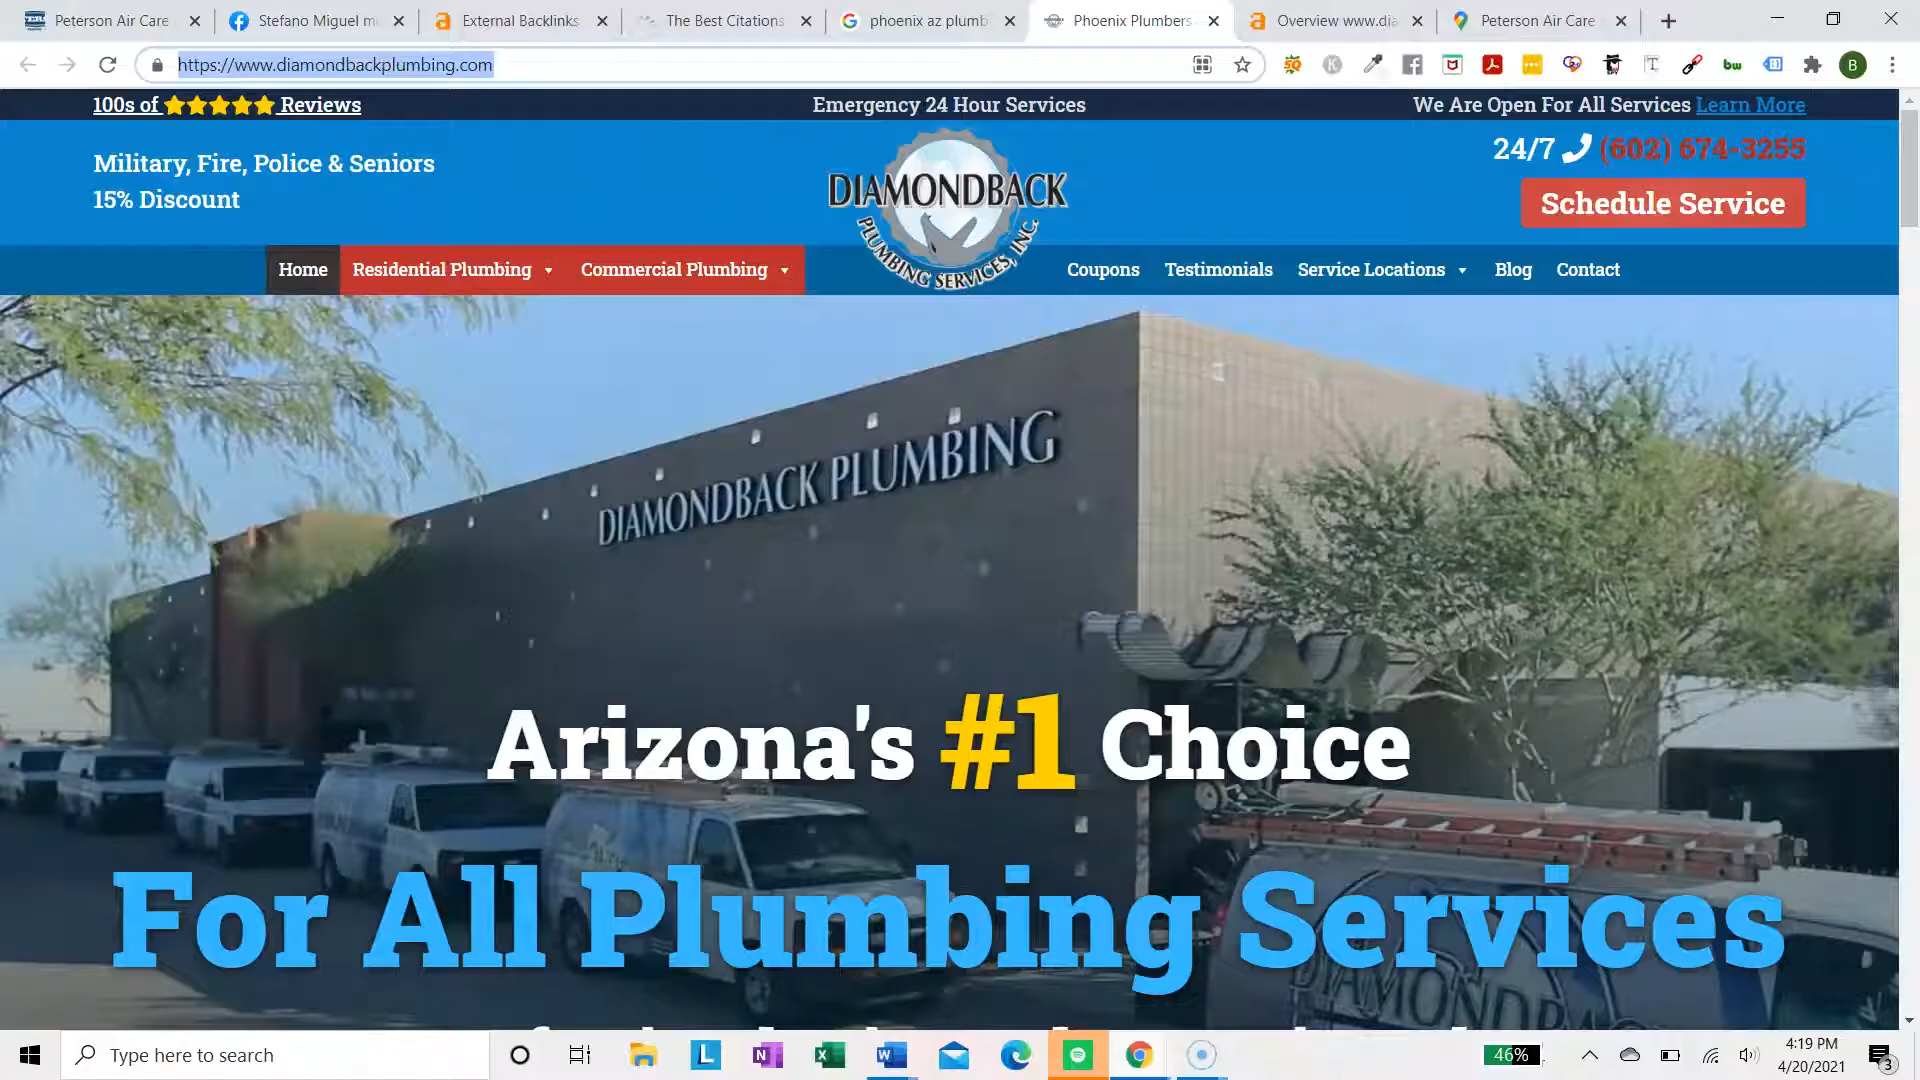 Peterson Air Care
Stefano Miguel m
External Backlinks
The Best Citations
phoenix az plumb
Phoenix Plumbers
Overview www.dia
Peterson Air Care
https://www.diamondbackplumbing.com
100s of Reviews
Emergency 24 Hour Services
We Are Open For All Services Learn More
Military, Fire, Police & Seniors
15% Discount
DIAMONDBACK
PLUMBING SERVICES, INC.
24/7 (602) 674-3255
Schedule Service
Home
Residential Plumbing
Commercial Plumbing
Coupons
Testimonials
Service Locations
Blog
Contact
DIAMONDBACK PLUMBING
Arizona's #1 Choice
For All Plumbing Services
Type here to search
46%
4:19 PM
4/20/2021
3